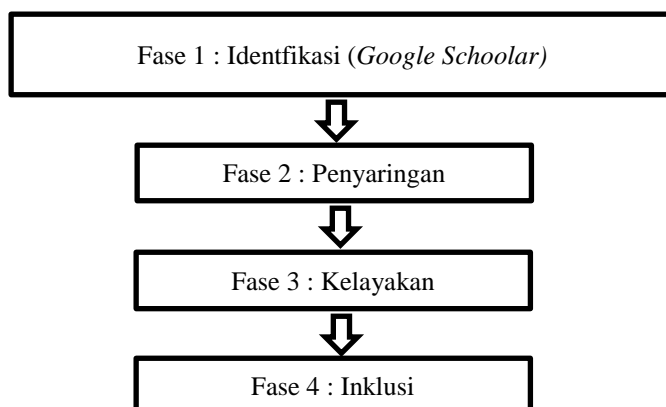 Fase 1 : Identfikasi (Google Schoolar)
Fase 2 : Penyaringan
Fase 3 : Kelayakan
Fase 4 : Inklusi